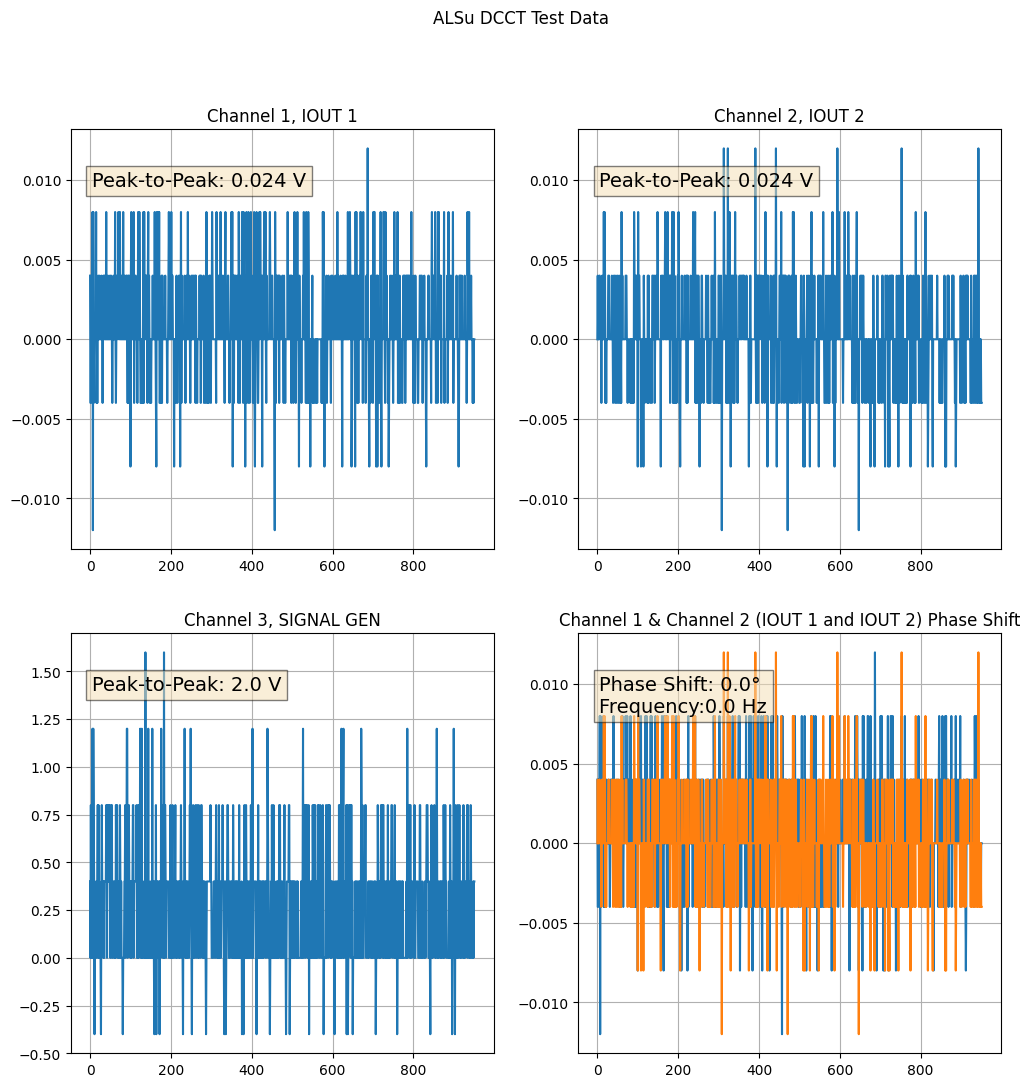 ALSu DCCT Test Data
Channel 1, IOUT 1
Peak-to-Peak: 0.024 V
0.010
0.005
0.000
−0.005
−0.010
0 200 400 600 800
Channel 2, IOUT 2
Peak-to-Peak: 0.024 V
0.010
0.005
0.000
−0.005
−0.010
0 200 400 600 800
Channel 3, SIGNAL GEN
Peak-to-Peak: 2.0 V
1.50
1.25
1.00
0.75
0.50
0.25
0.00
−0.25
−0.50
0 200 400 600 800
Channel 1 & Channel 2 (IOUT 1 and IOUT 2) Phase Shift
Phase Shift: 0.0°
Frequency:0.0 Hz
0.010
0.005
0.000
−0.005
−0.010
0 200 400 600 800